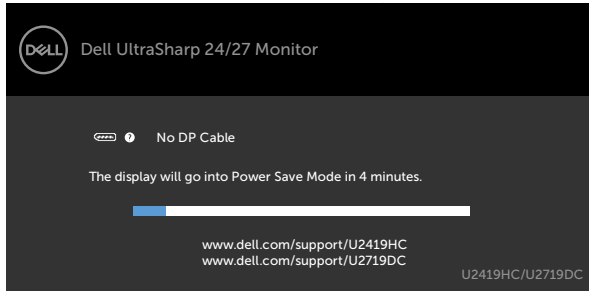 DELL Dell UltraSharp 24/27 Monitor
? No DP Cable
The display will go into Power Save Mode in 4 minutes.
www.dell.com/support/U2419HC
www.dell.com/support/U2719DC
U2419HC/U2719DC